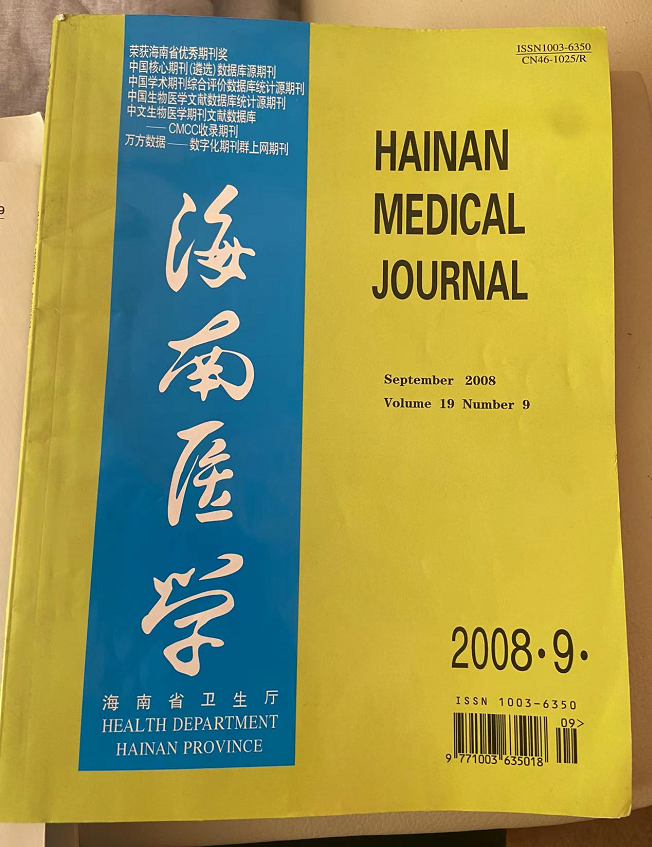 荣获海南省优秀期刊奖
中国核心期刊(遴选)数据库源期刊
中国学术期刊综合评价数据库统计源期刊
中国生物医学文献数据库统计源期刊
中文生物医学期刊文献数据库
——CMCC收录期刊
万方数据——数字化期刊群上网期刊
ISSN1003-6350
CN46-1025/R
HAINAN
MEDICAL
JOURNAL
September 2008
Volume 19 Number 9
海
南
医
学
海南省卫生厅
HEALTH DEPARTMENT
HAINAN PROVINCE
2008·9·
ISSN 1003-6350
09>
9 771003 635018
9